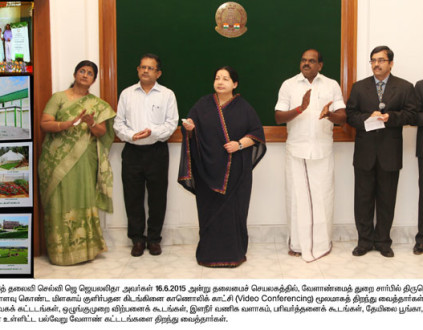 தலைமி செல்வி ஜெ ஜெயலலிதா அவர்கள் 16.6.2015 அன்று தலைமைச் செயலகத்தில், வேளாண்மைத் துறை சார்பில்
கொண்ட மிளகாய் குளிர்பதன கிடங்கினை காணொலிக் காட்சி (Video Conferencing) மூலமாகத் திறந்து வைத்தார்கள்
கட்டடங்கள், ஒழுங்குமுறை விற்பனைக் கூடங்கள், இளநீர் வணிக வளாகம், பரிவர்த்தனைக் கூடங்கள், தேயிலை பூங்கா,
உள்ளிட்ட பல்வேறு வேளாண் கட்டடங்களை திறந்து வைத்தார்கள்.